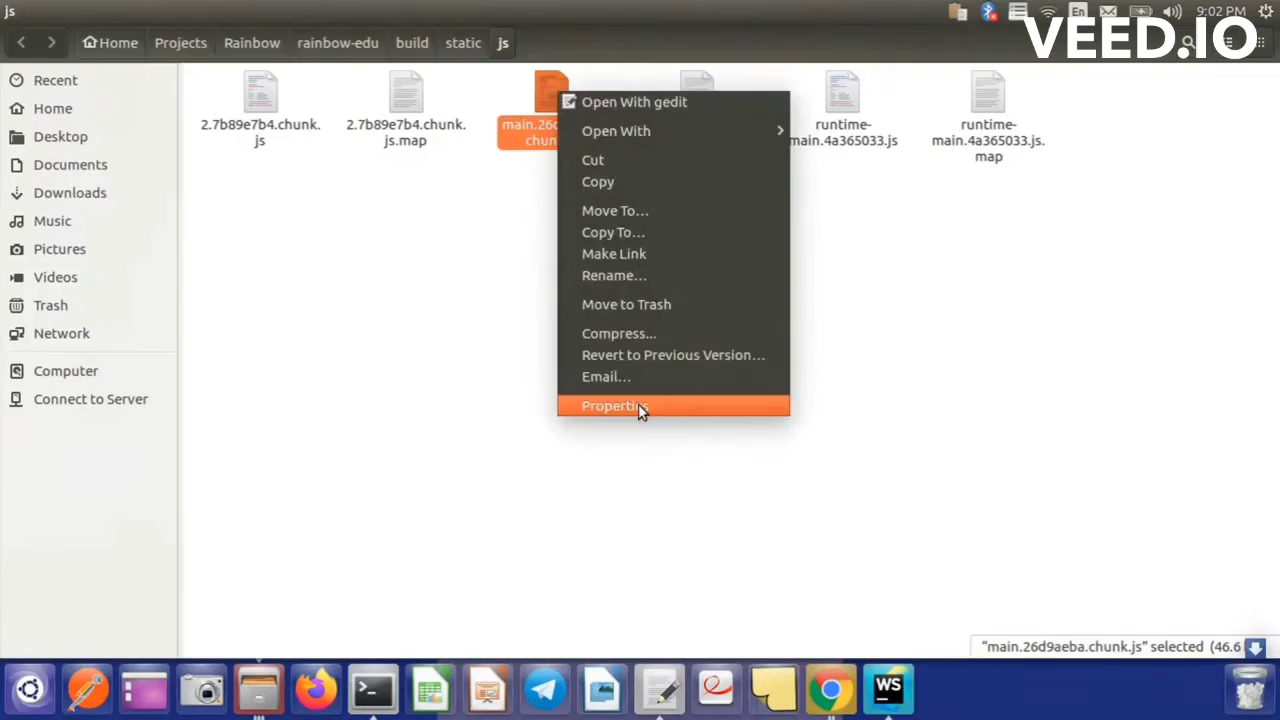 js
En
9:02 PM
VEED.IO
Home
Projects
Rainbow
rainbow-edu
build
static
js
Recent
Home
Desktop
Documents
Downloads
Music
Pictures
Videos
Trash
Network
Computer
Connect to Server
2.7b89e7b4.chunk.
js
2.7b89e7b4.chunk.
js.map
main.26d
chun
runtime-
main.4a365033.js
runtime-
main.4a365033.js.
map
Open With gedit
Open With
Cut
Copy
Move To…
Copy To…
Make Link
Rename…
Move to Trash
Compress…
Revert to Previous Version…
Email…
Properties
"main.26d9aeba.chunk.js" selected (46.6
>_
WS